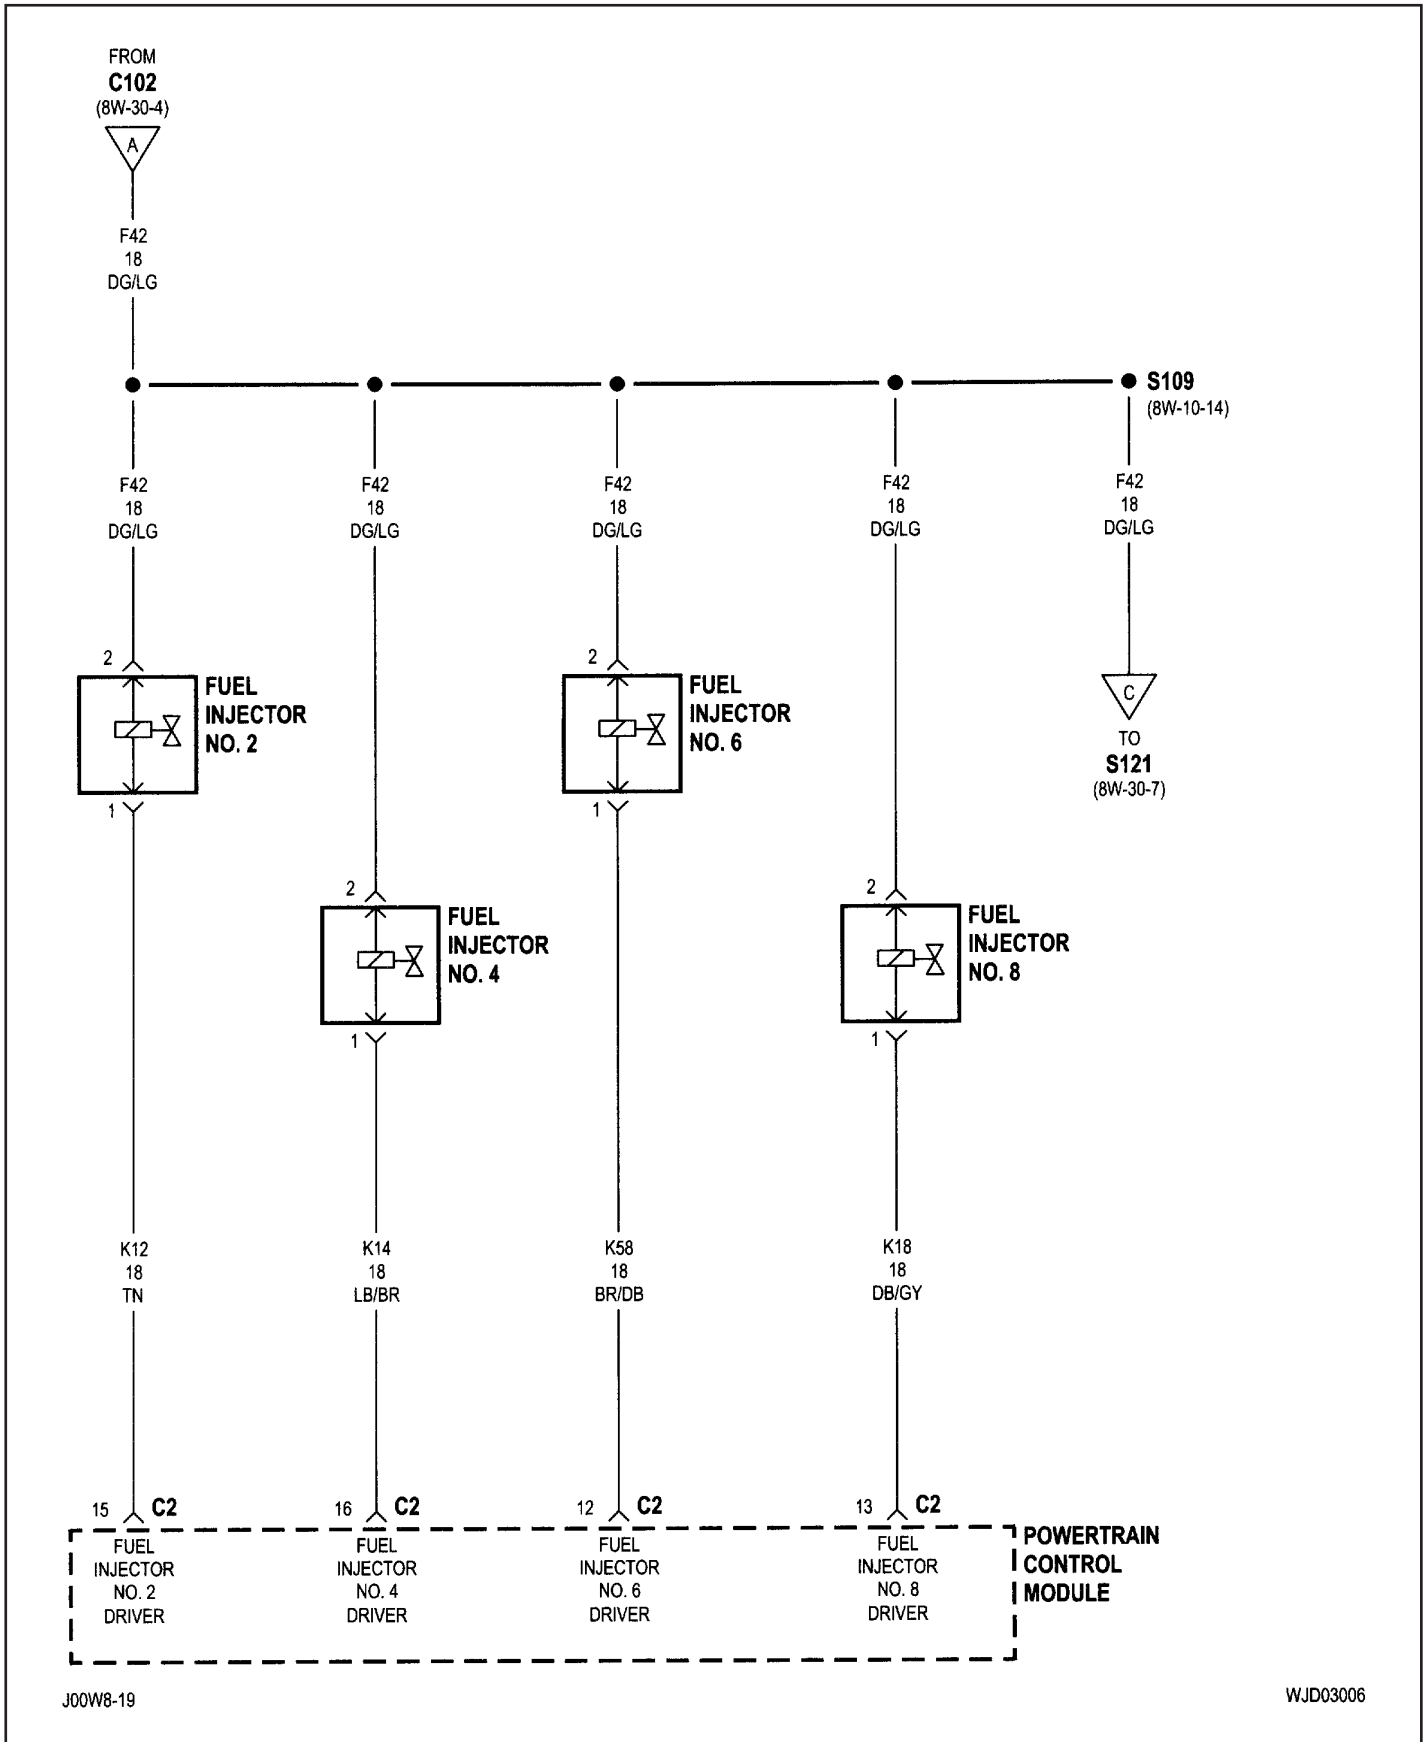 FROM
C102
(8W-30-4)
A
F42
18
DG/LG
S109
(8W-10-14)
F42
18
DG/LG
F42
18
DG/LG
F42
18
DG/LG
F42
18
DG/LG
F42
18
DG/LG
2
FUEL
INJECTOR
NO. 2
1
2
FUEL
INJECTOR
NO. 6
1
C
TO
S121
(8W-30-7)
2
FUEL
INJECTOR
NO. 4
1
2
FUEL
INJECTOR
NO. 8
1
K12
18
TN
K14
18
LB/BR
K58
18
BR/DB
K18
18
DB/GY
15 C2
16 C2
12 C2
13 C2
FUEL
INJECTOR
NO. 2
DRIVER
FUEL
INJECTOR
NO. 4
DRIVER
FUEL
INJECTOR
NO. 6
DRIVER
FUEL
INJECTOR
NO. 8
DRIVER
POWERTRAIN
CONTROL
MODULE
J00W8-19
WJD03006